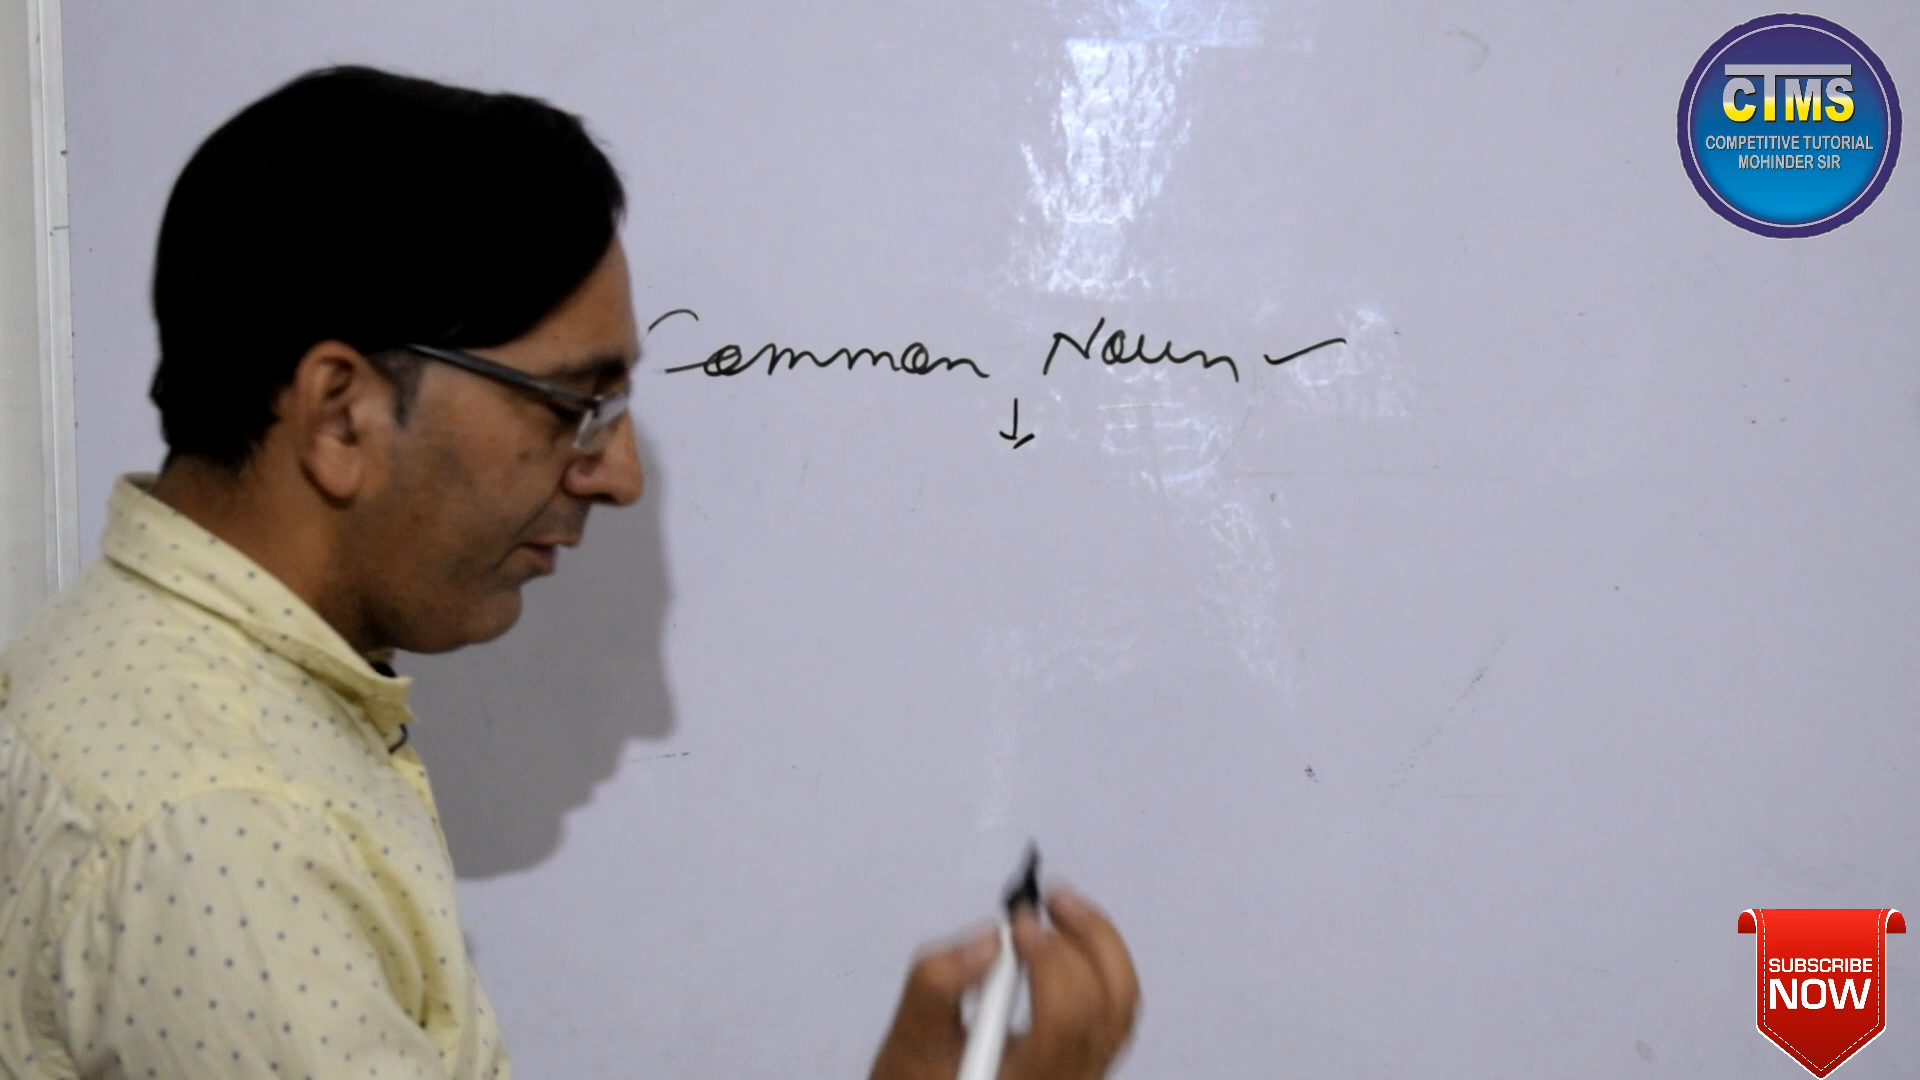 CTMS
COMPETITIVE TUTORIAL
MOHINDER SIR
Common Noun
SUBSCRIBE
NOW